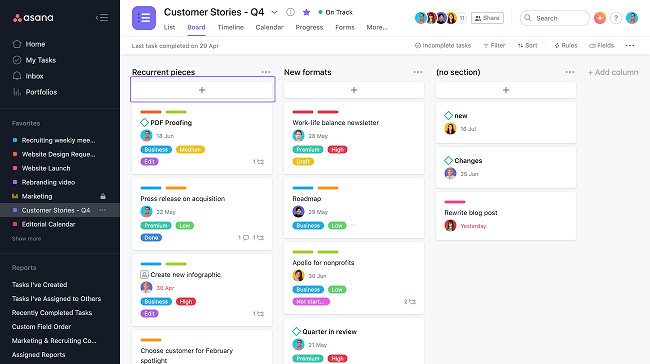 asana
Home
My Tasks
Inbox
Portfolios
Favorites
Recruiting weekly mee...
Website Design Reque...
Website Launch
Rebranding video
Marketing
Customer Stories - Q4
Editorial Calendar
Show more
Reports
Tasks I've Created
Tasks I've Assigned to Others
Recently Completed Tasks
Custom Field Order
Marketing & Recruiting Co...
Assigned Reports
Customer Stories - Q4
On Track
List
Board
Timeline
Calendar
Progress
Forms
More...
11
Share
Search
?
Last task completed on 29 Apr
Incomplete tasks
Filter
Sort
Rules
Fields
Recurrent pieces
+
PDF Proofing
18 Jun
Business
Medium
Edit
1
Press release on acquisition
22 May
Premium
Low
Done
1
1
Create new infographic
30 Apr
Business
High
Edit
1
Choose customer for February
spotlight
New formats
+
Work-life balance newsletter
28 May
Premium
High
Draft
Roadmap
29 May
Business
Low
Apollo for nonprofits
30 Jun
Business
Low
Not start...
2
Quarter in review
21 May
Premium
High
(no section)
+
new
16 Jul
Changes
25 Jun
Rewrite blog post
Yesterday
+ Add column